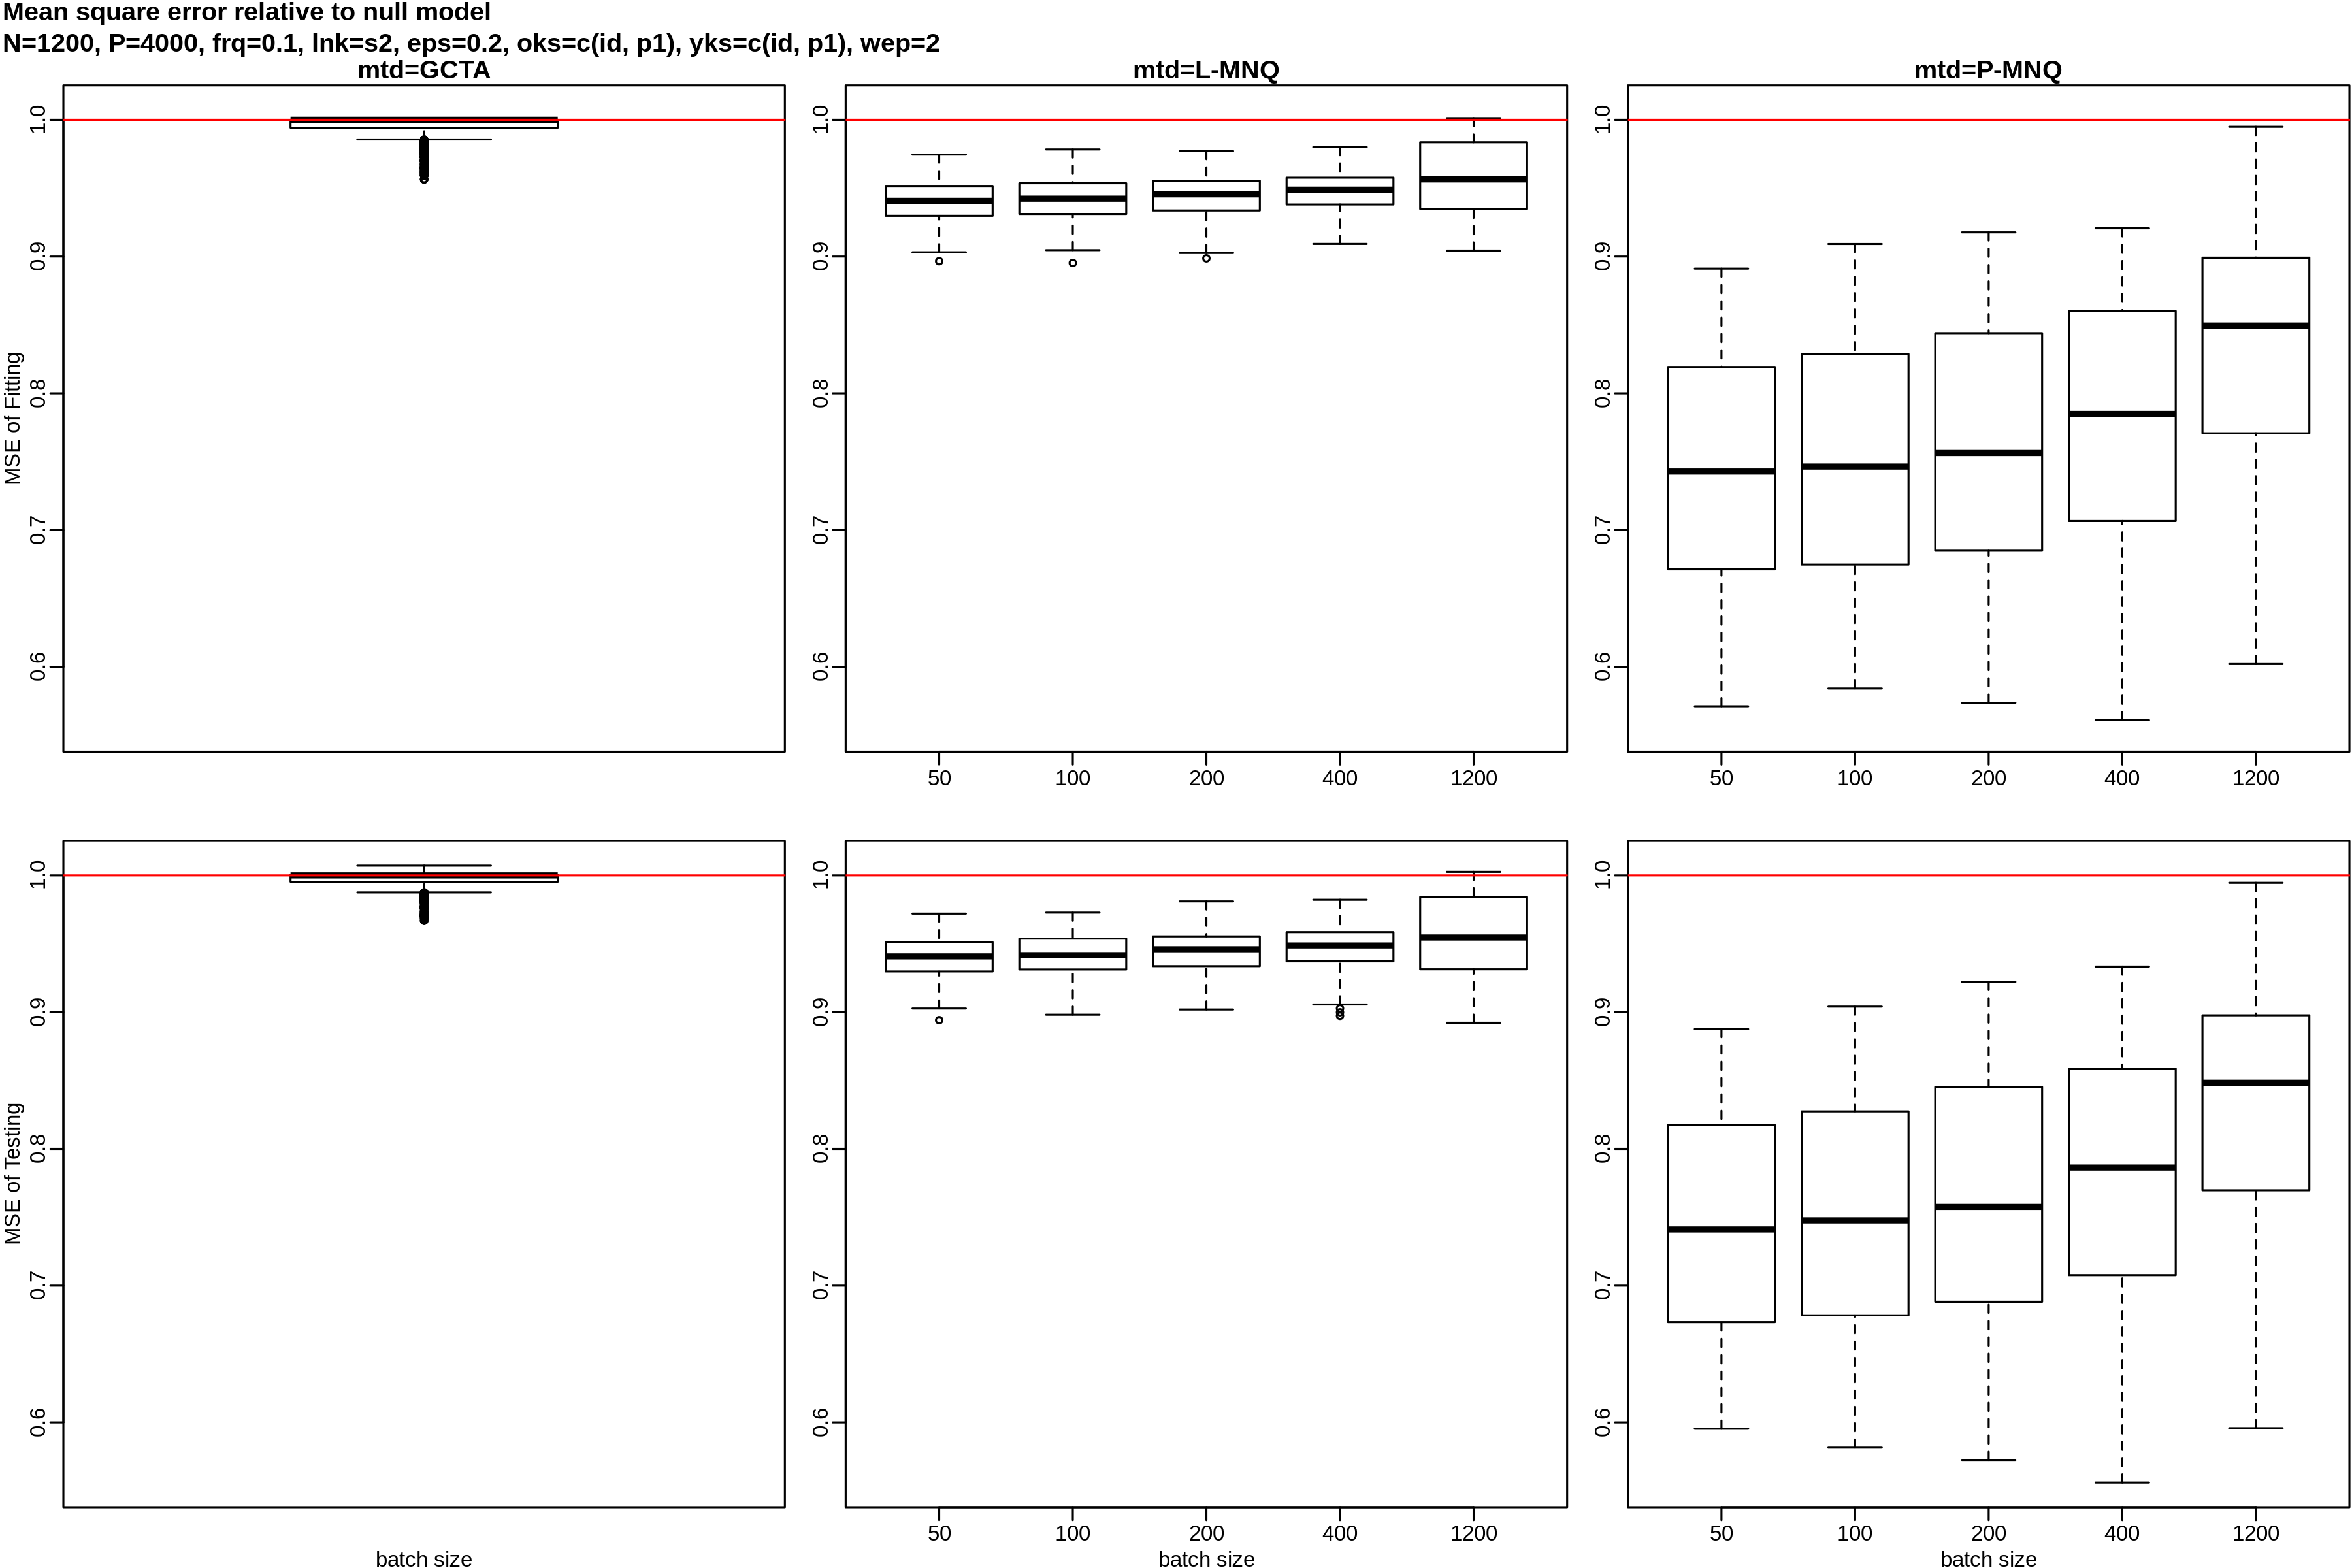 Mean square error relative to null model
N=1200, P=4000, frq=0.1, lnk=s2, eps=0.2, oks=c(id, p1), yks=c(id, p1), wep=2
mtd=GCTA
mtd=L-MNQ
mtd=P-MNQ
MSE of Fitting
1.0
0.9
0.8
0.7
0.6
1.0
0.9
0.8
0.7
0.6
50 100 200 400 1200
1.0
0.9
0.8
0.7
0.6
50 100 200 400 1200
MSE of Testing
1.0
0.9
0.8
0.7
0.6
batch size
1.0
0.9
0.8
0.7
0.6
50 100 200 400 1200
batch size
1.0
0.9
0.8
0.7
0.6
50 100 200 400 1200
batch size